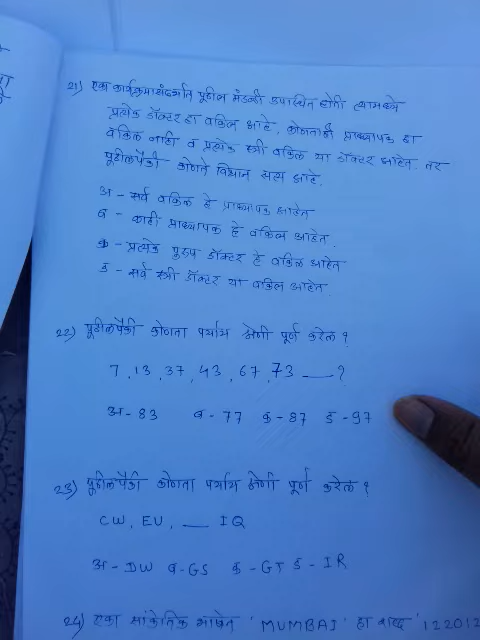 21) एका कार्यक्रमासंदर्भात पुढील मंडळी उपस्थित होती त्यामध्ये
प्रत्येक डॉक्टर हा वकिल आहे, कोणताही प्राध्यापक हा
वकिल नाही व प्रत्येक स्त्री वकिल या डॉक्टर आहेत. तर
पुढीलपैकी कोणते विधान सत्य आहे.
अ - सर्व वकिल हे प्राध्यापक आहेत
ब - काही प्राध्यापक हे वकिल आहेत.
क - प्रत्येक पुरुष डॉक्टर हे वकिल आहेत
ड - सर्व स्त्री डॉक्टर या वकिल आहेत.
22) पुढीलपैकी कोणता पर्याय श्रेणी पूर्ण करेल ?
7, 13, 37, 43, 67, 73 ___ ?
अ - 83 ब - 77 क - 87 ड - 97
23) पुढीलपैकी कोणता पर्याय श्रेणी पूर्ण करेल ?
CW, EU, ___ IQ
अ - DW ब - GS क - GT ड - IR
24) एका सांकेतिक भाषेत 'MUMBAI' हा शब्द '122012